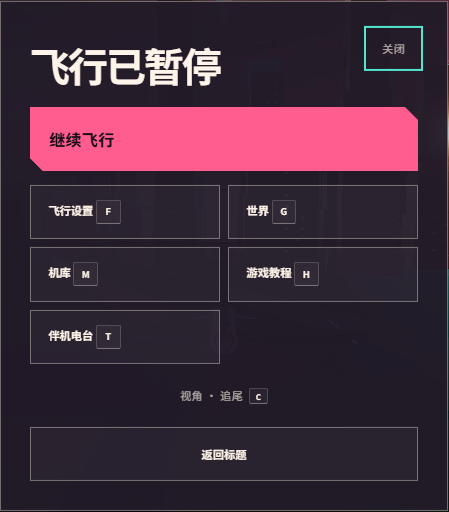 飞行已暂停
关闭
继续飞行
飞行设置 F
世界 G
机库 M
游戏教程 H
伴机电台 T
视角 · 追尾 C
返回标题